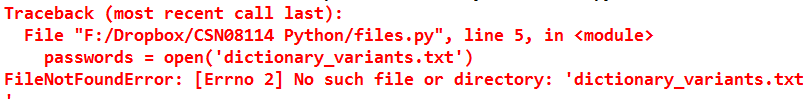 Traceback (most recent call last):
  File "F:/Dropbox/CSN08114 Python/files.py", line 5, in <module>
    passwords = open('dictionary_variants.txt')
FileNotFoundError: [Errno 2] No such file or directory: 'dictionary_variants.txt
'